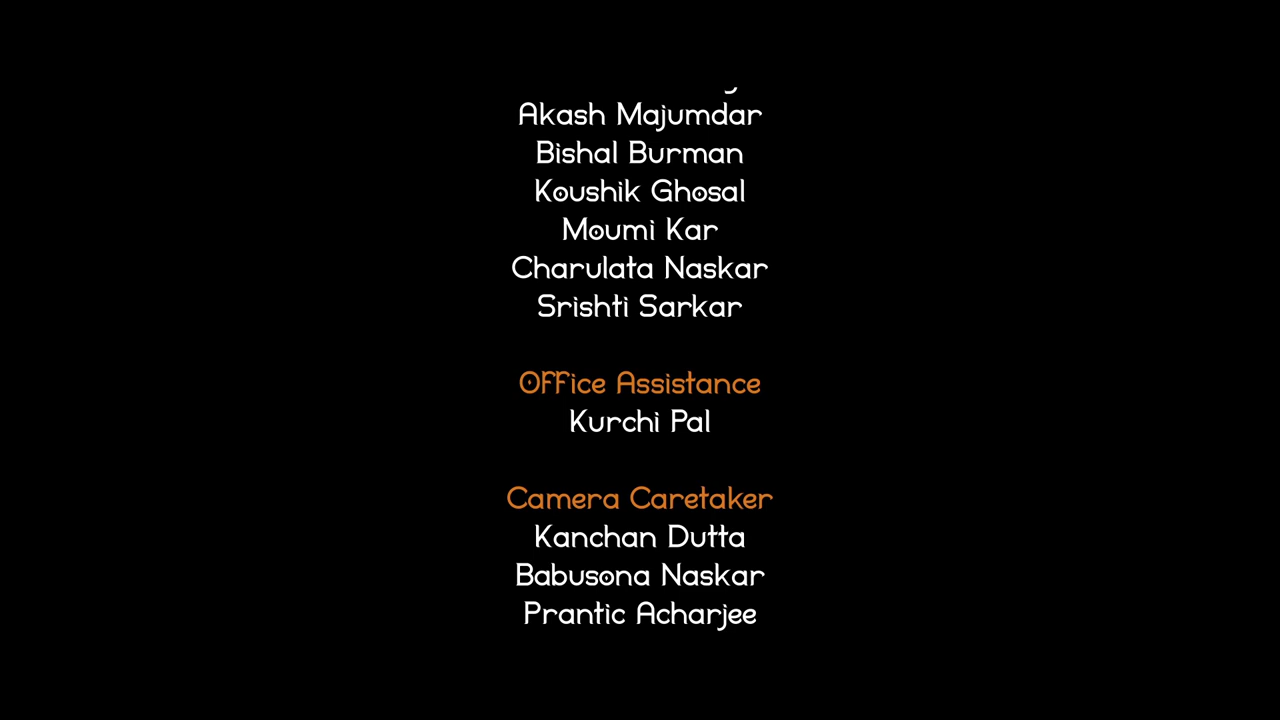 Akash Majumdar
Bishal Burman
Koushik Ghosal
Moumi Kar
Charulata Naskar
Srishti Sarkar
Office Assistance
Kurchi Pal
Camera Caretaker
Kanchan Dutta
Babusona Naskar
Prantic Acharjee